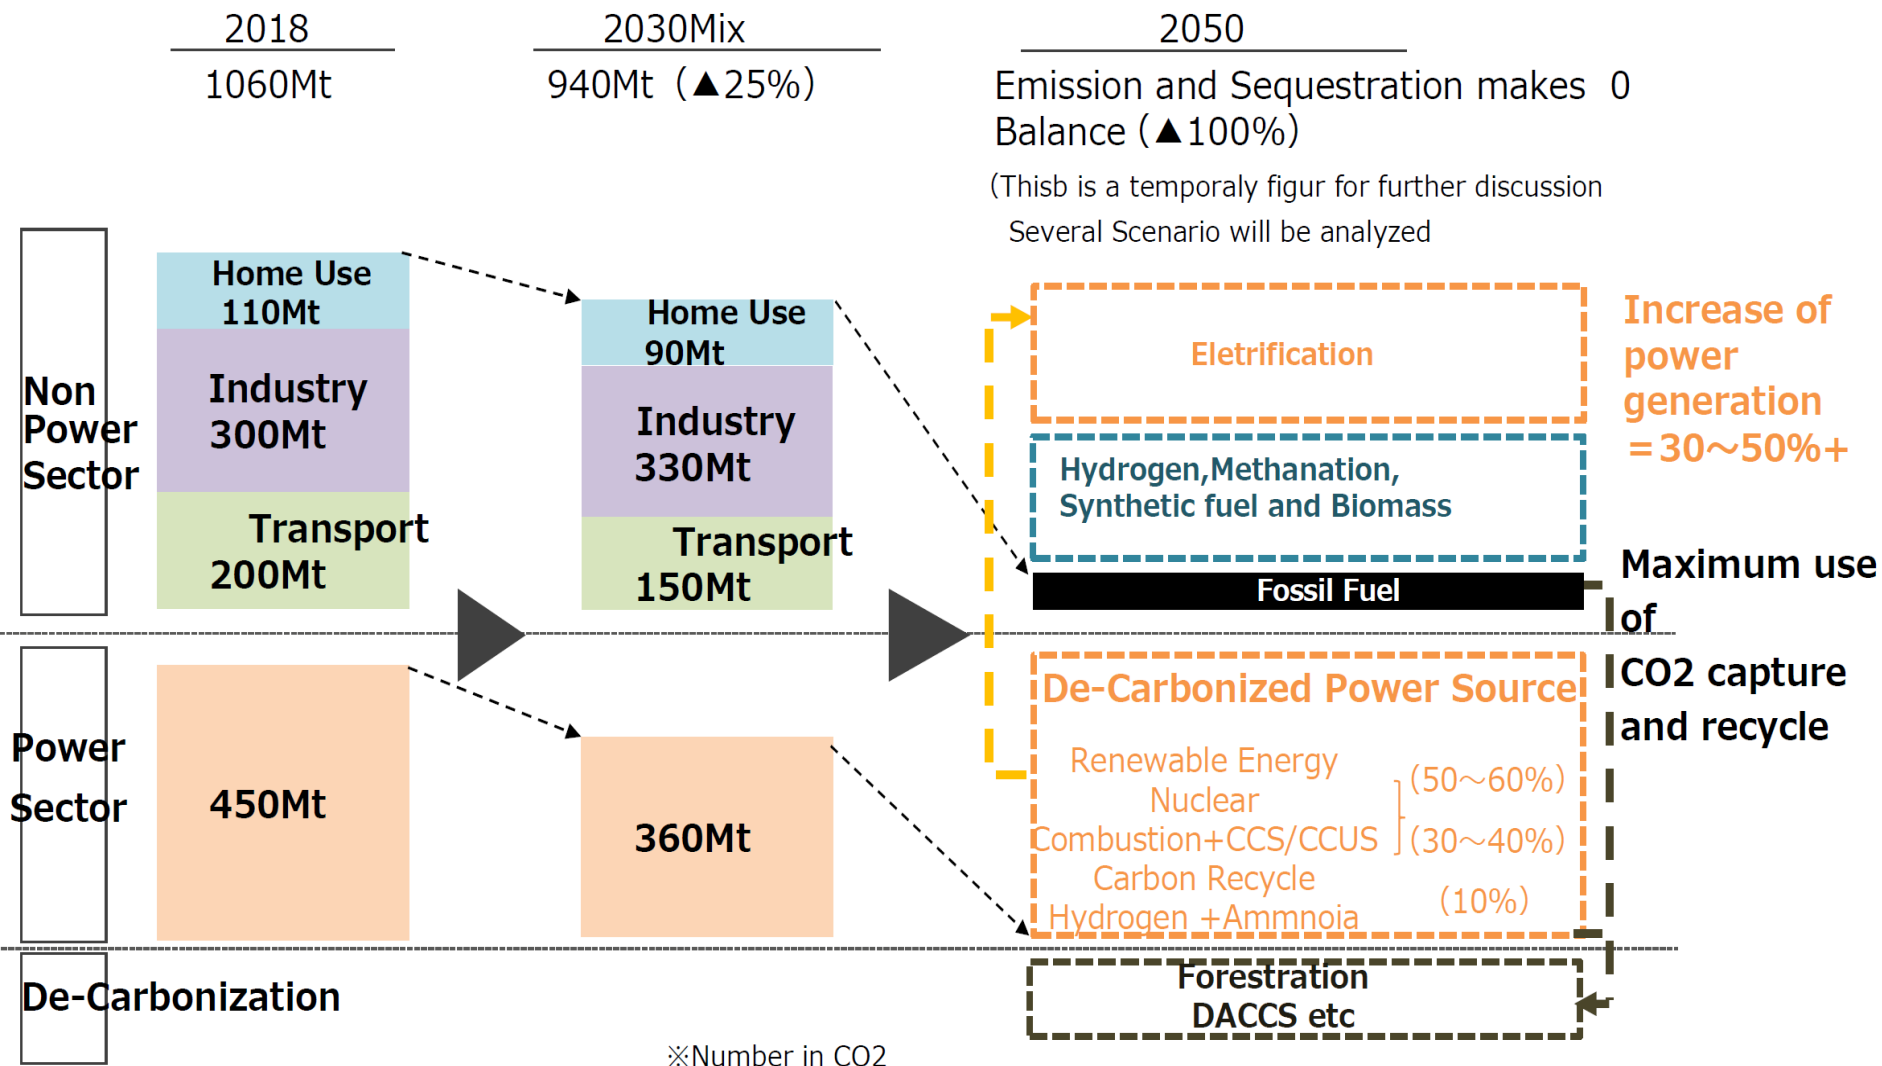 2018
1060Mt
2030Mix
940Mt (▲25%)
2050
Emission and Sequestration makes 0
Balance (▲100%)
(Thisb is a temporaly figur for further discussion
Several Scenario will be analyzed
Non
Power
Sector
Home Use
110Mt
Industry
300Mt
Transport
200Mt
Home Use
90Mt
Industry
330Mt
Transport
150Mt
Eletrification
Hydrogen,Methanation,
Synthetic fuel and Biomass
Fossil Fuel
Increase of
power
generation
=30～50%+
Maximum use
of
CO2 capture
and recycle
Power
Sector
450Mt
360Mt
De-Carbonized Power Source
Renewable Energy
Nuclear
Combustion+CCS/CCUS
Carbon Recycle
Hydrogen +Ammnoia
(50～60%)
(30～40%)
(10%)
De-Carbonization
Forestration
DACCS etc
※Number in CO2